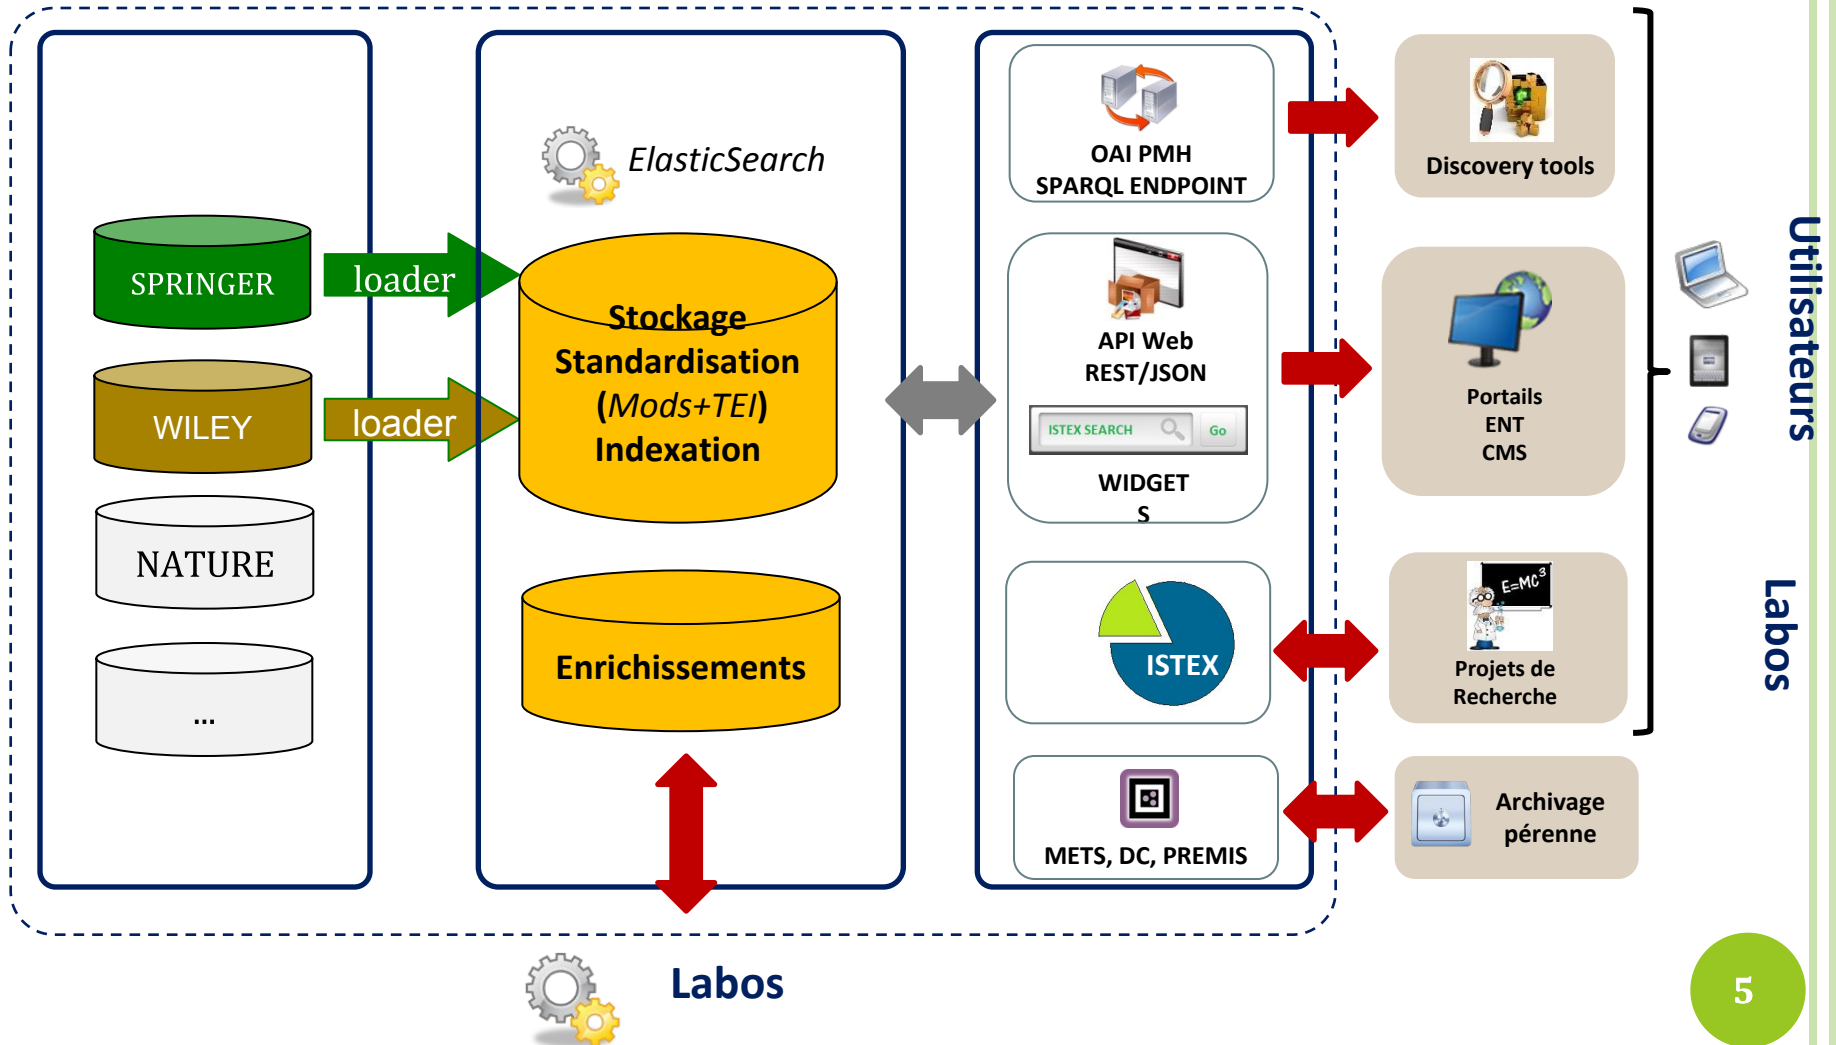 SPRINGER
loader
WILEY
loader
NATURE
...
ElasticSearch
Stockage
Standardisation
(Mods+TEI)
Indexation
Enrichissements
OAI PMH
SPARQL ENDPOINT
API Web
REST/JSON
ISTEX SEARCH
Go
WIDGET
S
ISTEX
METS, DC, PREMIS
Discovery tools
Portails
ENT
CMS
E=MC³
Projets de
Recherche
Archivage
pérenne
Utilisateurs
Labos
Labos
5